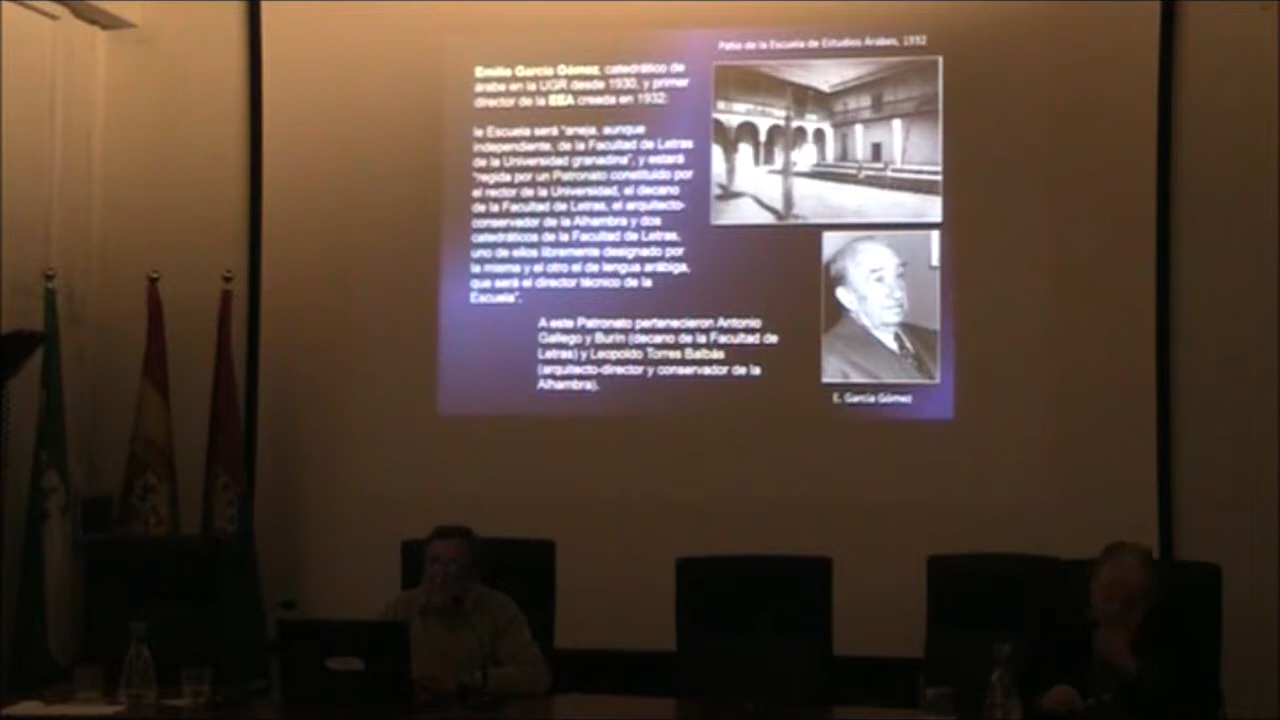 Patio de la Escuela de Estudios Árabes, 1932
Emilio García Gómez, catedrático de
árabe en la UGR desde 1930, y primer
director de la EEA creada en 1932:
la Escuela será "aneja, aunque
independiente, de la Facultad de Letras
de la Universidad granadina", y estará
"regida por un Patronato constituido por
el rector de la Universidad, el decano
de la Facultad de Letras, el arquitecto-
conservador de la Alhambra y dos
catedráticos de la Facultad de Letras,
uno de ellos libremente designado por
la misma y el otro el de lengua arábiga,
que será el director técnico de la
Escuela".
A este Patronato pertenecieron Antonio
Gallego y Burín (decano de la Facultad de
Letras) y Leopoldo Torres Balbás
(arquitecto-director y conservador de la
Alhambra).
E. García Gómez